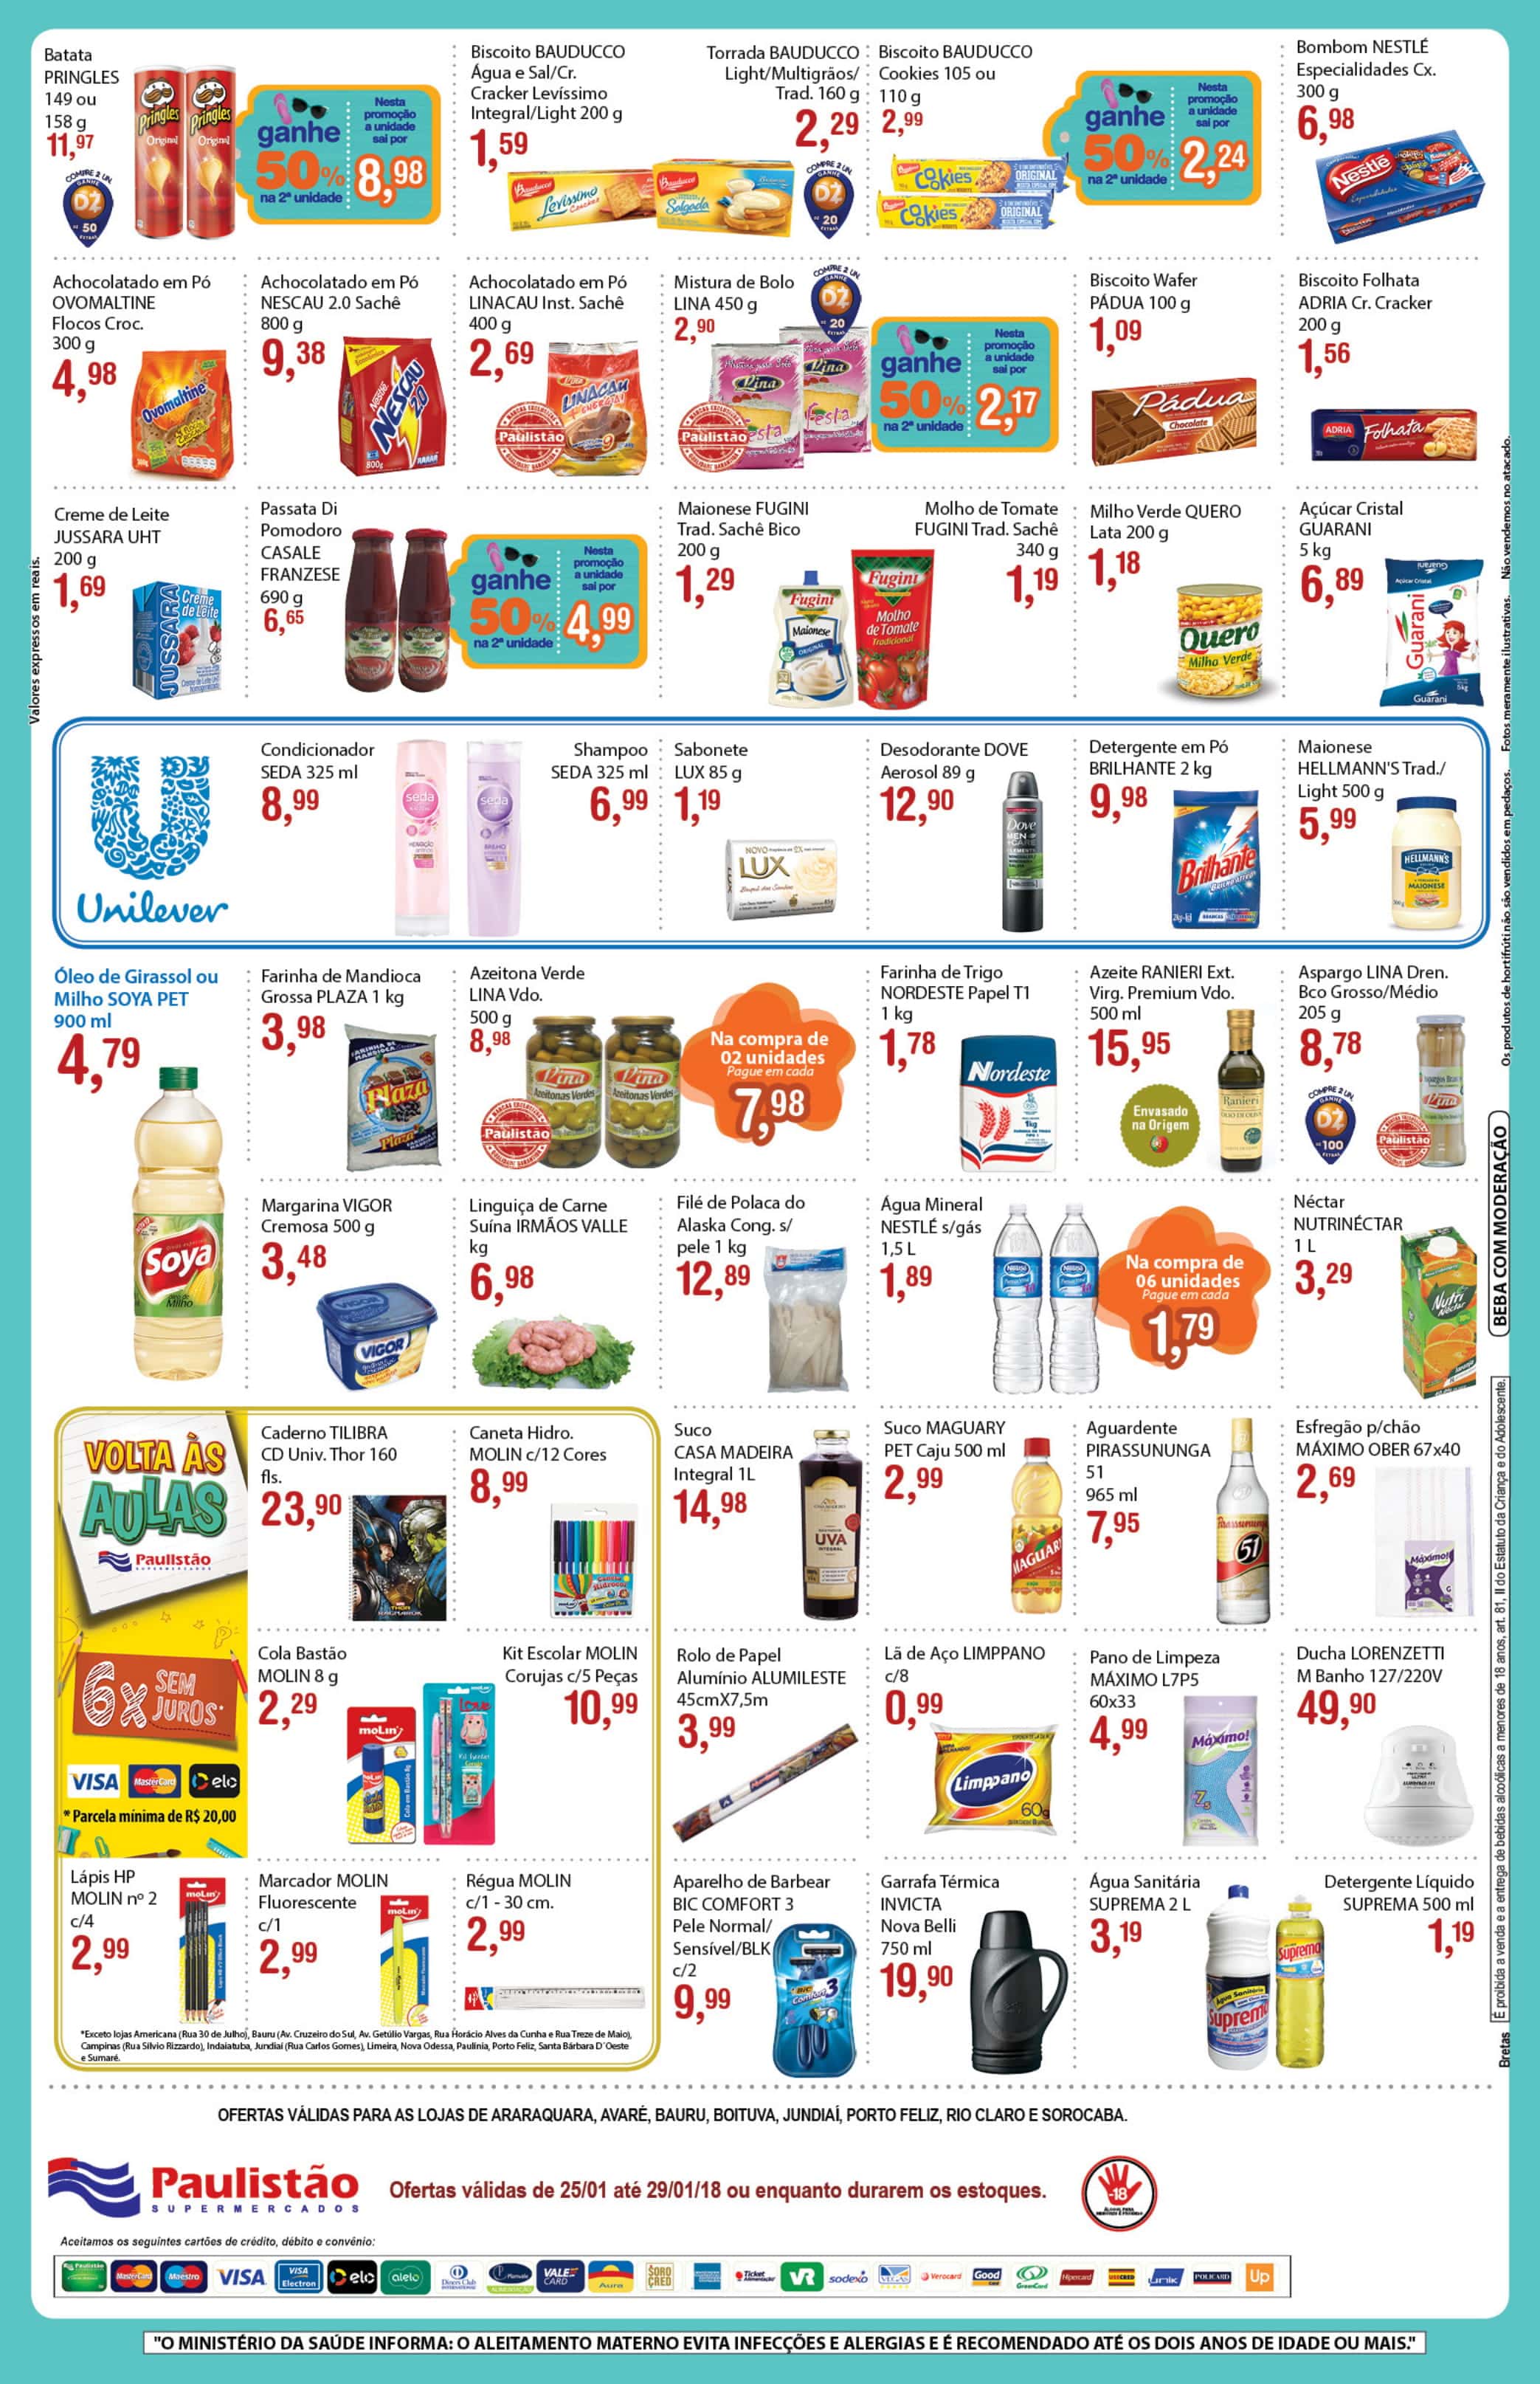 Batata
PRINGLES
149 ou
158 g
11,97
COMPRE 2 UN.
GANHE
DZ
50
EXTRAS
ganhe
50%
na 2ª unidade
Nesta
promoção
a unidade
sai por
8,98
Biscoito BAUDUCCO
Água e Sal/Cr.
Cracker Levíssimo
Integral/Light 200 g
1,59
Torrada BAUDUCCO
Light/Multigrãos/
Trad. 160 g
2,29
COMPRE 2 UN.
GANHE
DZ
20
EXTRAS
Biscoito BAUDUCCO
Cookies 105 ou
110 g
2,99
ganhe
50%
na 2ª unidade
Nesta
promoção
a unidade
sai por
2,24
Bombom NESTLÉ
Especialidades Cx.
300 g
6,98
Achocolatado em Pó
OVOMALTINE
Flocos Croc.
300 g
4,98
Achocolatado em Pó
NESCAU 2.0 Sachê
800 g
9,38
Achocolatado em Pó
LINACAU Inst. Sachê
400 g
2,69
Paulistão
Mistura de Bolo
LINA 450 g
2,90
COMPRE 2 UN.
GANHE
DZ
20
EXTRAS
Paulistão
ganhe
50%
na 2ª unidade
Nesta
promoção
a unidade
sai por
2,17
Biscoito Wafer
PÁDUA 100 g
1,09
Biscoito Folhata
ADRIA Cr. Cracker
200 g
1,56
Creme de Leite
JUSSARA UHT
200 g
1,69
Passata Di
Pomodoro
CASALE
FRANZESE
690 g
6,65
ganhe
50%
na 2ª unidade
Nesta
promoção
a unidade
sai por
4,99
Maionese FUGINI
Trad. Sachê Bico
200 g
1,29
Molho de Tomate
FUGINI Trad. Sachê
340 g
1,19
Milho Verde QUERO
Lata 200 g
1,18
Açúcar Cristal
GUARANI
5 kg
6,89
Unilever
Condicionador
SEDA 325 ml
8,99
Shampoo
SEDA 325 ml
6,99
Sabonete
LUX 85 g
1,19
Desodorante DOVE
Aerosol 89 g
12,90
Detergente em Pó
BRILHANTE 2 kg
9,98
Maionese
HELLMANN'S Trad./
Light 500 g
5,99
Óleo de Girassol ou
Milho SOYA PET
900 ml
4,79
Farinha de Mandioca
Grossa PLAZA 1 kg
3,98
Azeitona Verde
LINA Vdo.
500 g
8,98
Paulistão
Na compra de
02 unidades
Pague em cada
7,98
Farinha de Trigo
NORDESTE Papel T1
1 kg
1,78
Azeite RANIERI Ext.
Virg. Premium Vdo.
500 ml
15,95
Envasado
na Origem
Aspargo LINA Dren.
Bco Grosso/Médio
205 g
8,78
COMPRE 2 UN.
GANHE
DZ
100
EXTRAS
Paulistão
Margarina VIGOR
Cremosa 500 g
3,48
Linguiça de Carne
Suína IRMÃOS VALLE
kg
6,98
Filé de Polaca do
Alaska Cong. s/
pele 1 kg
12,89
Água Mineral
NESTLÉ s/gás
1,5 L
1,89
Na compra de
06 unidades
Pague em cada
1,79
Néctar
NUTRINÉCTAR
1 L
3,29
VOLTA ÀS
AULAS
Paulistão
SUPERMERCADOS
6x SEM
JUROS*
VISA MasterCard elo
* Parcela mínima de R$ 20,00
Caderno TILIBRA
CD Univ. Thor 160
fls.
23,90
Caneta Hidro.
MOLIN c/12 Cores
8,99
Suco
CASA MADEIRA
Integral 1L
14,98
Suco MAGUARY
PET Caju 500 ml
2,99
Aguardente
PIRASSUNUNGA
51
965 ml
7,95
Esfregão p/chão
MÁXIMO OBER 67x40
2,69
Cola Bastão
MOLIN 8 g
2,29
Kit Escolar MOLIN
Corujas c/5 Peças
10,99
Rolo de Papel
Alumínio ALUMILESTE
45cmX7,5m
3,99
Lã de Aço LIMPPANO
c/8
0,99
Pano de Limpeza
MÁXIMO L7P5
60x33
4,99
Ducha LORENZETTI
M Banho 127/220V
49,90
Lápis HP
MOLIN nº 2
c/4
2,99
Marcador MOLIN
Fluorescente
c/1
2,99
Régua MOLIN
c/1 - 30 cm.
2,99
Aparelho de Barbear
BIC COMFORT 3
Pele Normal/
Sensível/BLK
c/2
9,99
Garrafa Térmica
INVICTA
Nova Belli
750 ml
19,90
Água Sanitária
SUPREMA 2 L
3,19
Detergente Líquido
SUPREMA 500 ml
1,19
*Exceto lojas Americana (Rua 30 de Julho), Bauru (Av. Cruzeiro do Sul, Av. Getúlio Vargas, Rua Horácio Alves da Cunha e Rua Treze de Maio),
Campinas (Rua Silvio Rizzardo), Indaiatuba, Jundiaí (Rua Carlos Gomes), Limeira, Nova Odessa, Paulínia, Porto Feliz, Santa Bárbara D´Oeste
e Sumaré.
Valores expressos em reais.
Os produtos de hortifrúti não são vendidos em pedaços. Fotos meramente ilustrativas. Não vendemos no atacado.
BEBA COM MODERAÇÃO
É proibida a venda e a entrega de bebidas alcoólicas a menores de 18 anos, art. 81, II do Estatuto da Criança e do Adolescente.
Bretas
OFERTAS VÁLIDAS PARA AS LOJAS DE ARARAQUARA, AVARÉ, BAURU, BOITUVA, JUNDIAÍ, PORTO FELIZ, RIO CLARO E SOROCABA.
Paulistão
SUPERMERCADOS
Ofertas válidas de 25/01 até 29/01/18 ou enquanto durarem os estoques.
-18
Aceitamos os seguintes cartões de crédito, débito e convênio:
Paulistão MasterCard Maestro VISA VISA Electron elo alelo Diners Club VALE CARD Aura SORO CRED Ticket VR sodexo VEGAS Verocard Good Card GreenCard Hipercard POLICARD Up
"O MINISTÉRIO DA SAÚDE INFORMA: O ALEITAMENTO MATERNO EVITA INFECÇÕES E ALERGIAS E É RECOMENDADO ATÉ OS DOIS ANOS DE IDADE OU MAIS."